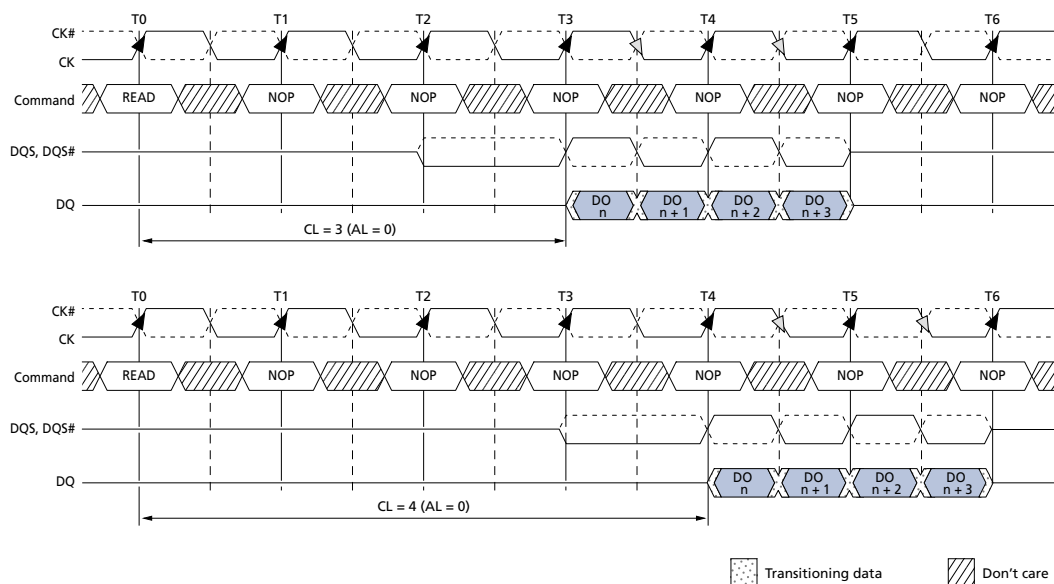 T0 T1 T2 T3 T4 T5 T6
CK#
CK
Command READ NOP NOP NOP NOP NOP NOP
DQS, DQS#
DQ DO n DO n + 1 DO n + 2 DO n + 3
CL = 3 (AL = 0)
T0 T1 T2 T3 T4 T5 T6
CK#
CK
Command READ NOP NOP NOP NOP NOP NOP
DQS, DQS#
DQ DO n DO n + 1 DO n + 2 DO n + 3
CL = 4 (AL = 0)
Transitioning data Don't care